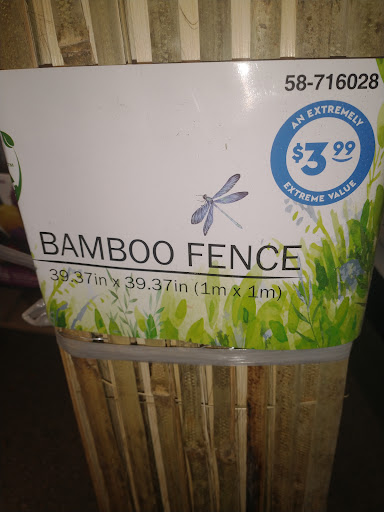 58-716028
AN EXTREMELY
$3.99
EXTREME VALUE
BAMBOO FENCE
39.37in x 39.37in (1m x 1m)